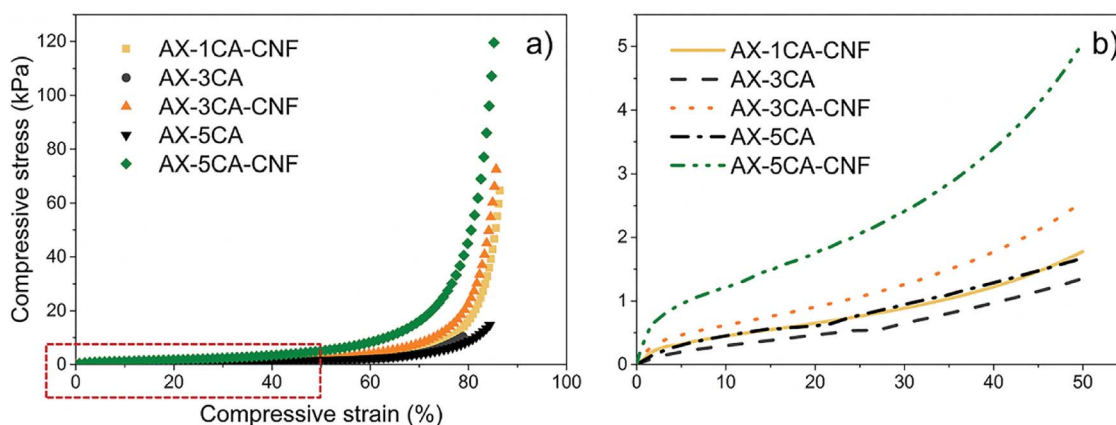 a)
Compressive stress (kPa)
120
100
80
60
40
20
0
AX-1CA-CNF
AX-3CA
AX-3CA-CNF
AX-5CA
AX-5CA-CNF
0 20 40 60 80 100
Compressive strain (%)
b)
5
4
3
2
1
0
AX-1CA-CNF
AX-3CA
AX-3CA-CNF
AX-5CA
AX-5CA-CNF
0 10 20 30 40 50